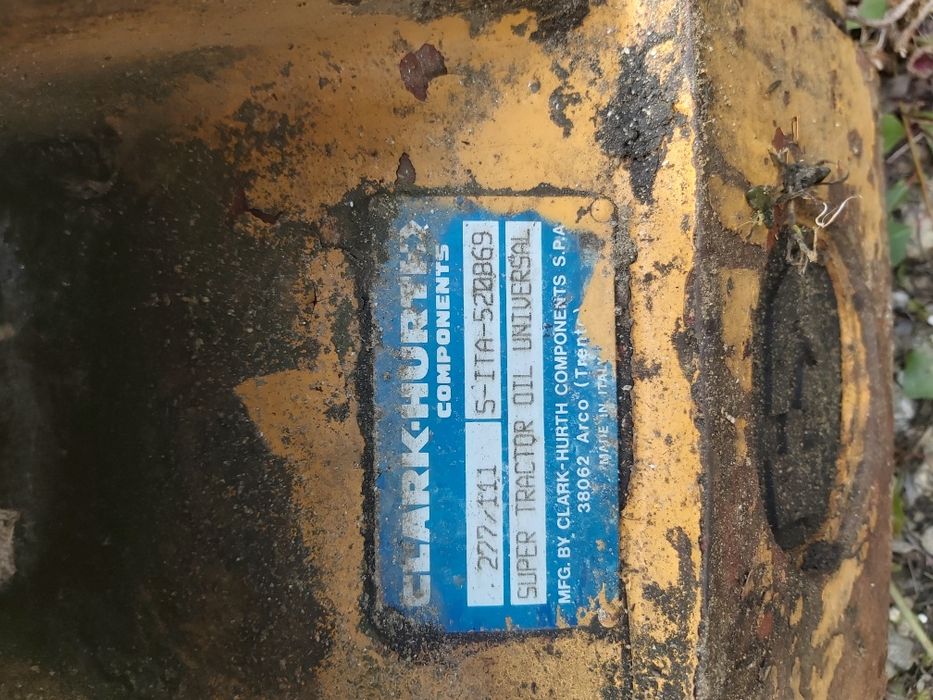 CLARK-HURTH
COMPONENTS
277/111 S-ITA-520869
SUPER TRACTOR OIL UNIVERSAL
MFG. BY CLARK-HURTH COMPONENTS S.P.A.
38062 Arco (Trento)
MADE IN ITALY